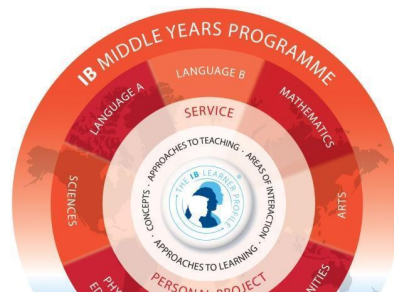 IB MIDDLE YEARS PROGRAMME
LANGUAGE A
LANGUAGE B
MATHEMATICS
SERVICE
SCIENCES
ARTS
APPROACHES TO TEACHING · AREAS OF INTERACTION · APPROACHES TO LEARNING · CONCEPTS ·
THE IB LEARNER PROFILE
PERSONAL PROJECT